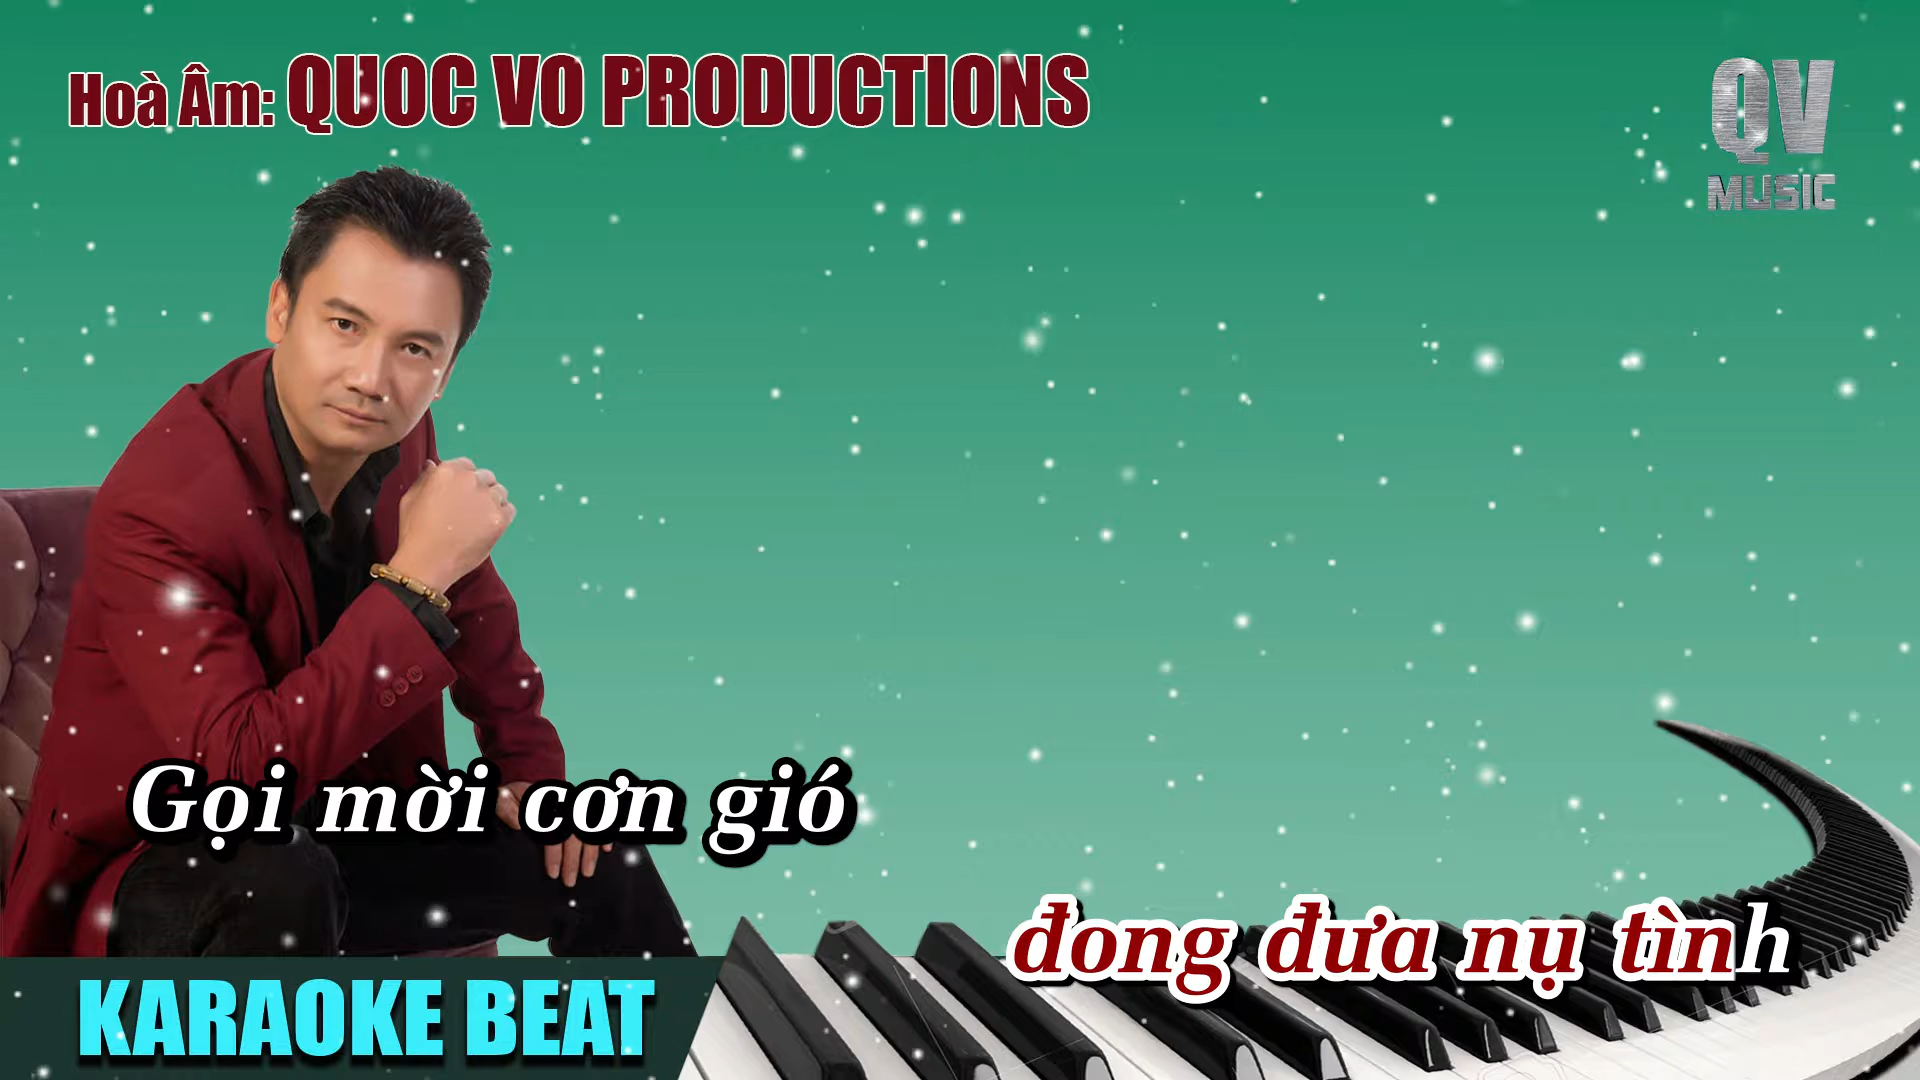 Hoà Âm: QUOC VO PRODUCTIONS
QV
MUSIC
Gọi mời cơn gió
đong đưa nụ tình
KARAOKE BEAT